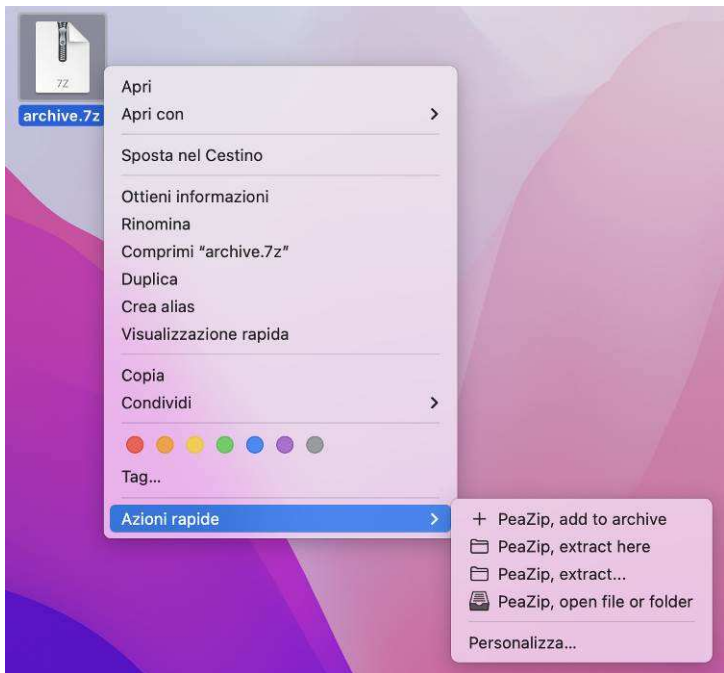 7Z
archive.7z
Apri
Apri con
Sposta nel Cestino
Ottieni informazioni
Rinomina
Comprimi “archive.7z”
Duplica
Crea alias
Visualizzazione rapida
Copia
Condividi
Tag...
Azioni rapide
PeaZip, add to archive
PeaZip, extract here
PeaZip, extract...
PeaZip, open file or folder
Personalizza...